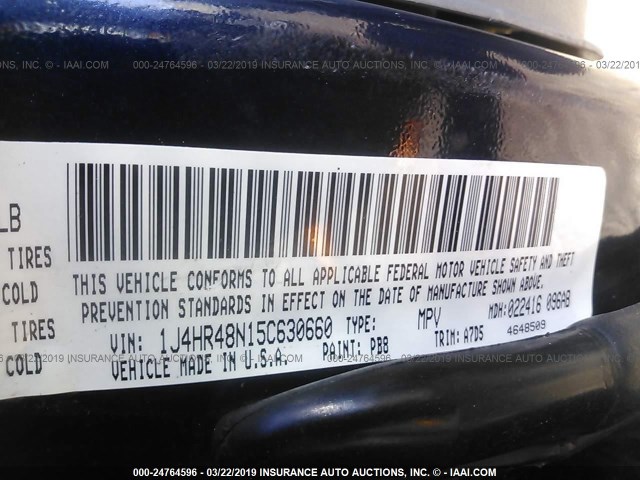 INC. - © IAAI.COM 000-24764596 - 03/22/2019 INSURANCE AUTO AUCTIONS, INC. - © IAAI.COM 000-24764596 - 03/22/2019 INSURANCE AUTO
LB
TIRES
COLD
TIRES
COLD
THIS VEHICLE CONFORMS TO ALL APPLICABLE FEDERAL MOTOR VEHICLE SAFETY AND THEFT
PREVENTION STANDARDS IN EFFECT ON THE DATE OF MANUFACTURE SHOWN ABOVE.
MDH: 022416 096AB
VIN: 1J4HR48N15C630660 TYPE: MPV 4648509
VEHICLE MADE IN U.S.A. PAINT: PB8 TRIM: A7D5
000-24764596 - 03/22/2019 INSURANCE AUTO AUCTIONS, INC. - © IAAI.COM